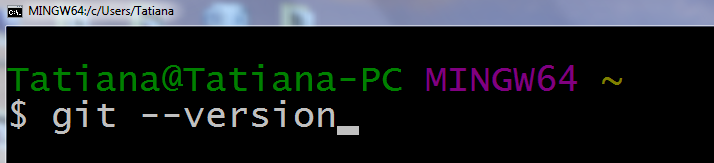 MINGW64:/c/Users/Tatiana
Tatiana@Tatiana-PC MINGW64 ~
$ git --version